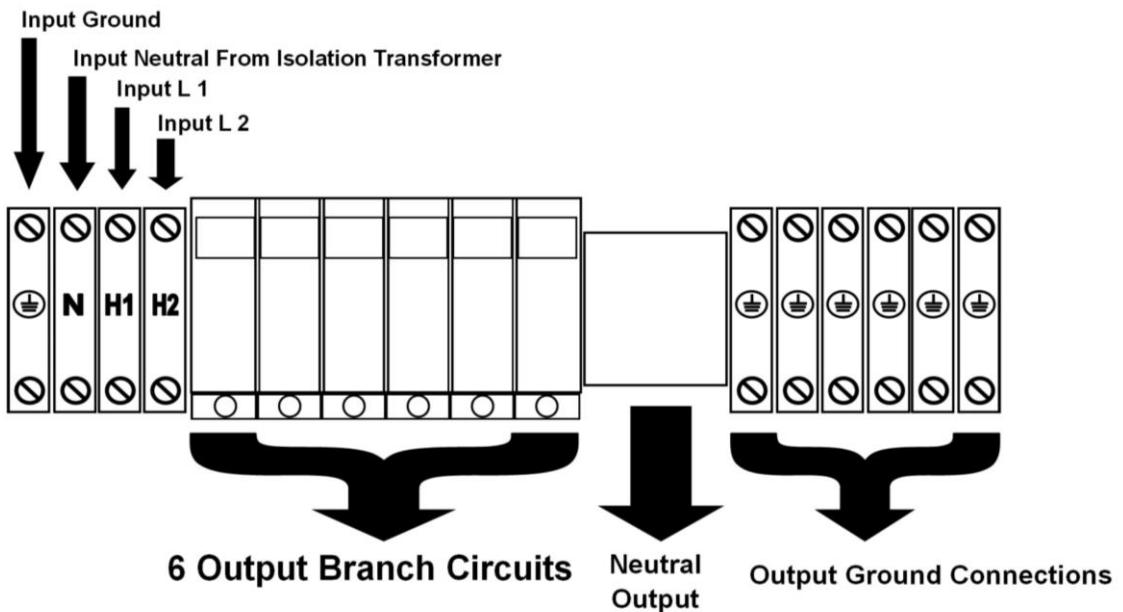 Input Ground
Input Neutral From Isolation Transformer
Input L 1
Input L 2
N H1 H2
6 Output Branch Circuits
Neutral
Output
Output Ground Connections